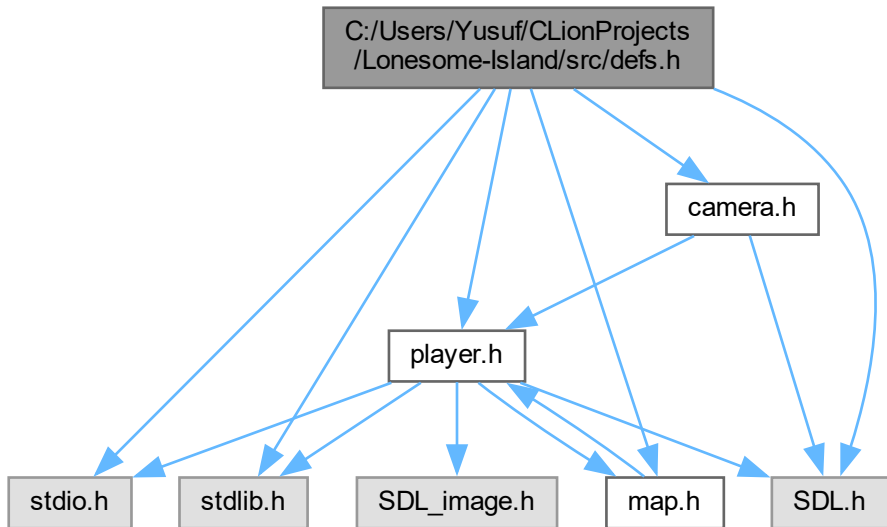 C:/Users/Yusuf/CLionProjects
/Lonesome-Island/src/defs.h
camera.h
player.h
stdio.h
stdlib.h
SDL_image.h
map.h
SDL.h